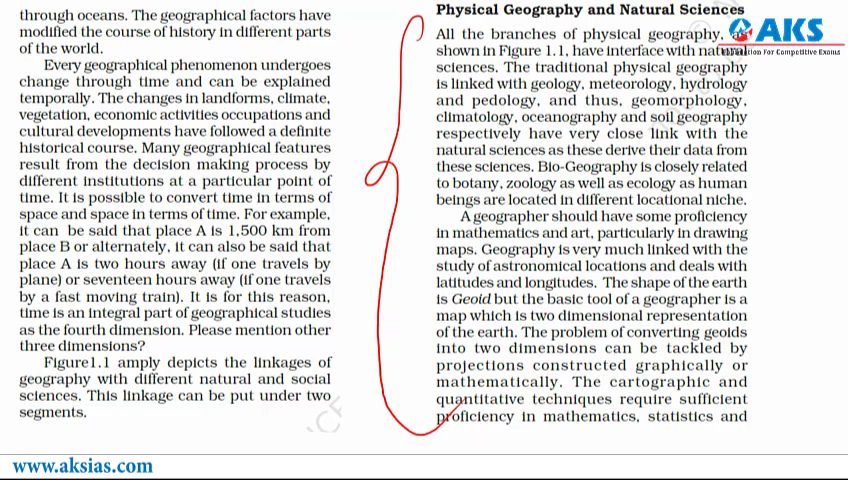 through oceans. The geographical factors have
modified the course of history in different parts
of the world.
Every geographical phenomenon undergoes
change through time and can be explained
temporally. The changes in landforms, climate,
vegetation, economic activities occupations and
cultural developments have followed a definite
historical course. Many geographical features
result from the decision making process by
different institutions at a particular point of
time. It is possible to convert time in terms of
space and space in terms of time. For example,
it can be said that place A is 1,500 km from
place B or alternately, it can also be said that
place A is two hours away (if one travels by
plane) or seventeen hours away (if one travels
by a fast moving train). It is for this reason,
time is an integral part of geographical studies
as the fourth dimension. Please mention other
three dimensions?
Figure1.1 amply depicts the linkages of
geography with different natural and social
sciences. This linkage can be put under two
segments.
Physical Geography and Natural Sciences
All the branches of physical geography,
shown in Figure 1.1, have interface with natural
sciences. The traditional physical geography
is linked with geology, meteorology, hydrology
and pedology, and thus, geomorphology,
climatology, oceanography and soil geography
respectively have very close link with the
natural sciences as these derive their data from
these sciences. Bio-Geography is closely related
to botany, zoology as well as ecology as human
beings are located in different locational niche.
A geographer should have some proficiency
in mathematics and art, particularly in drawing
maps. Geography is very much linked with the
study of astronomical locations and deals with
latitudes and longitudes. The shape of the earth
is Geoid but the basic tool of a geographer is a
map which is two dimensional representation
of the earth. The problem of converting geoids
into two dimensions can be tackled by
projections constructed graphically or
mathematically. The cartographic and
quantitative techniques require sufficient
proficiency in mathematics, statistics and
AKS
For Competitive Exams
www.aksias.com